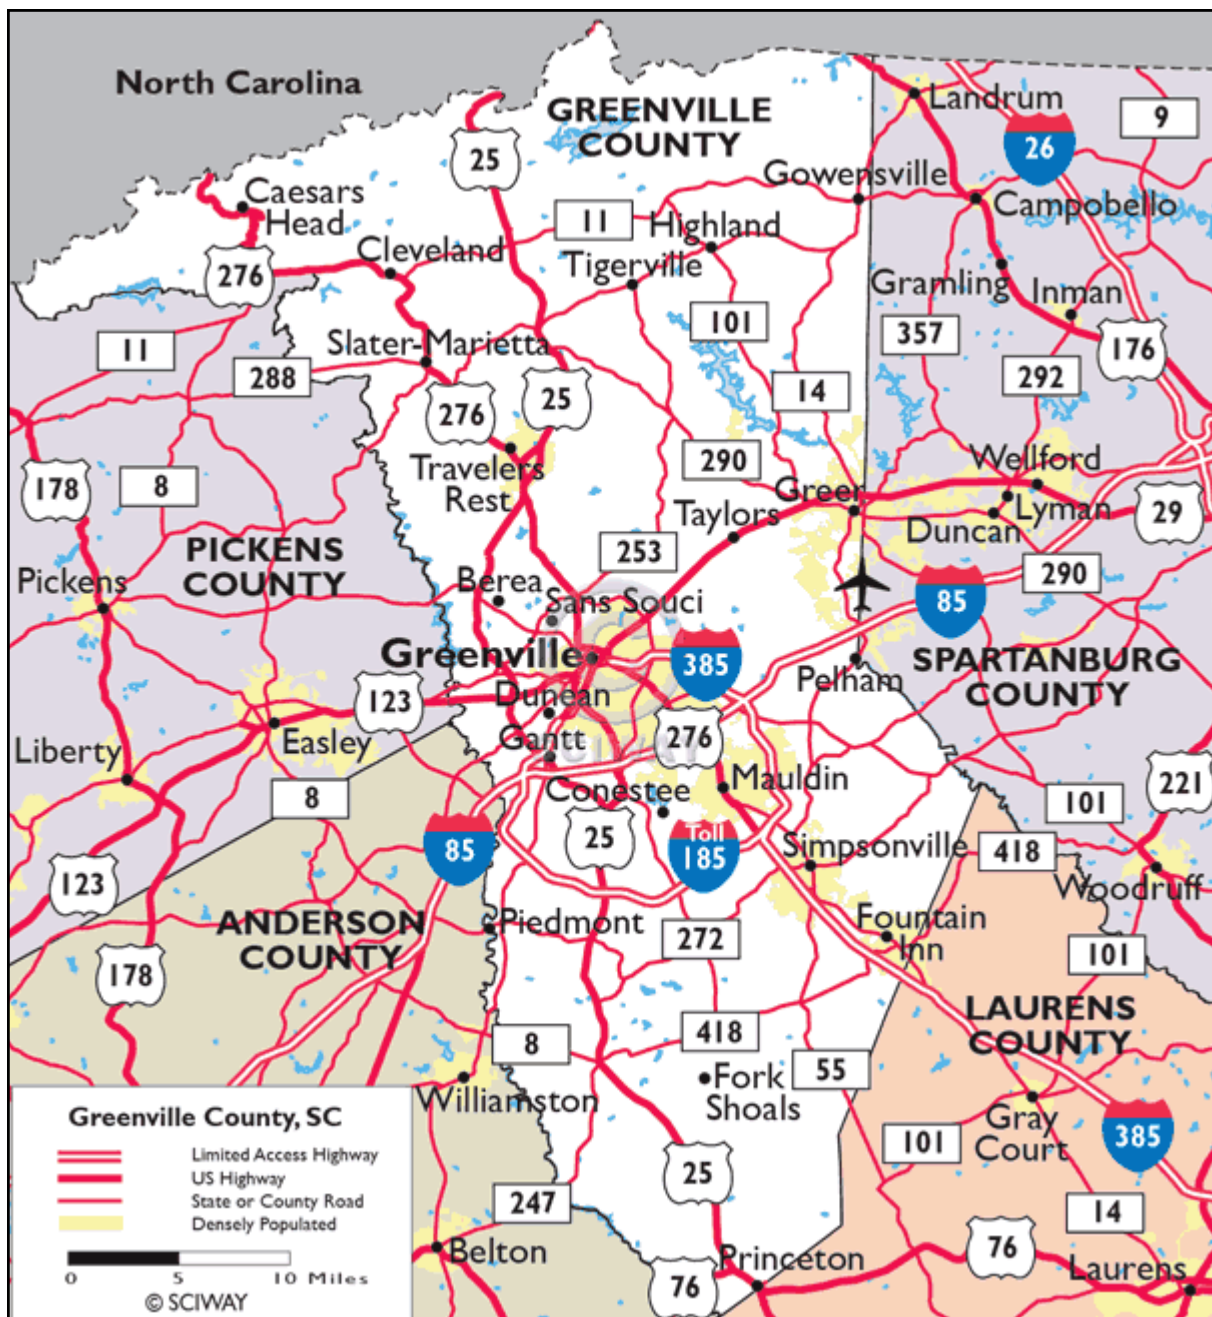 North Carolina
GREENVILLE
COUNTY
Landrum
9
26
25
Gowensville
Caesars
Head
Campobello
11
Highland
Cleveland
Tigerville
276
Gramling
Inman
101
357
11
Slater-Marietta
176
288
292
14
25
276
Travelers
Rest
290
Wellford
178
8
Greer
Lyman
29
Taylors
Duncan
PICKENS
COUNTY
253
290
Pickens
Berea
85
Sans Souci
Greenville
385
SPARTANBURG
COUNTY
123
Dunean
Pelham
Easley
Gantt
276
SCIWAY
Liberty
Mauldin
221
8
Conestee
101
25
Toll
185
85
Simpsonville
418
123
Woodruff
ANDERSON
COUNTY
Piedmont
272
Fountain
Inn
101
178
LAURENS
COUNTY
8
418
55
Fork
Shoals
Williamston
Gray
Court
101
385
Greenville County, SC
Limited Access Highway
US Highway
State or County Road
Densely Populated
0 5 10 Miles
© SCIWAY
25
247
14
Belton
76
Princeton
76
Laurens